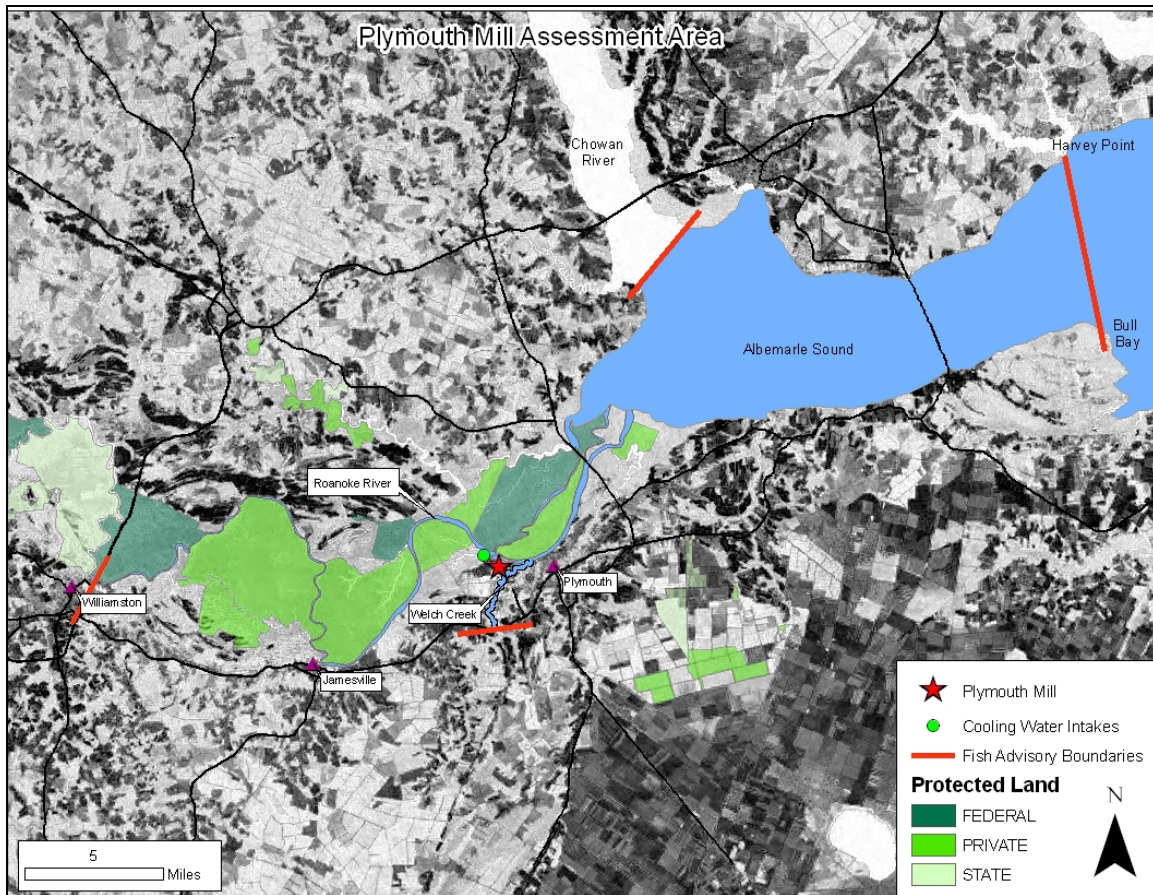 Plymouth Mill Assessment Area
Chowan
River
Harvey Point
Bull
Bay
Albemarle Sound
Roanoke River
Williamston
Welch Creek
Plymouth
Jamesville
Plymouth Mill
Cooling Water Intakes
Fish Advisory Boundaries
Protected Land
FEDERAL
PRIVATE
STATE
N
5
Miles